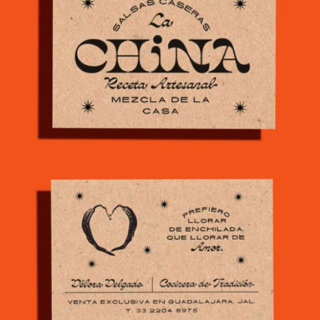 SALSAS CASERAS
La
CHiNA
Receta Artesanal
MEZCLA DE LA
CASA
PREFIERO
LLORAR
DE ENCHILADA,
QUE LLORAR DE
Amor.
Débora Delgado
Cocinera de Tradición
VENTA EXCLUSIVA EN GUADALAJARA, JAL.
T. 33 2204 8975